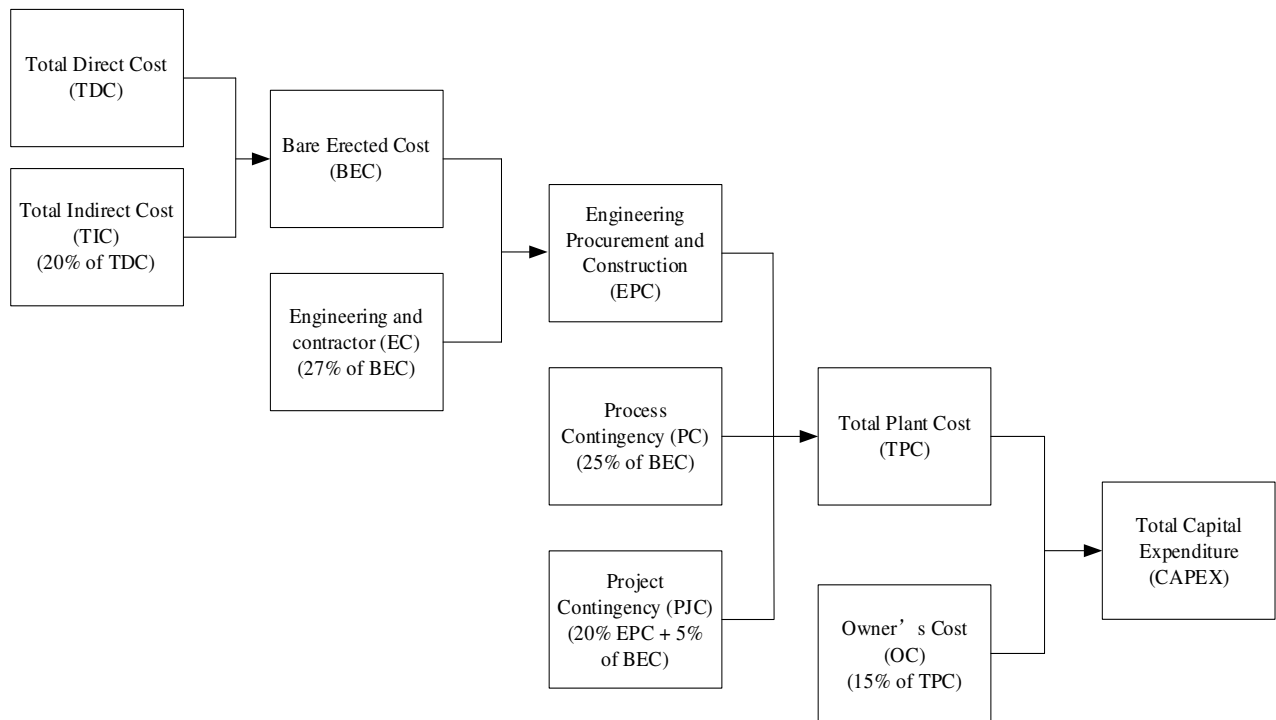 Total Direct Cost
(TDC)
Total Indirect Cost
(TIC)
(20% of TDC)
Bare Erected Cost
(BEC)
Engineering and
contractor (EC)
(27% of BEC)
Engineering
Procurement and
Construction
(EPC)
Process
Contingency (PC)
(25% of BEC)
Project
Contingency (PJC)
(20% EPC + 5%
of BEC)
Total Plant Cost
(TPC)
Owner’s Cost
(OC)
(15% of TPC)
Total Capital
Expenditure
(CAPEX)